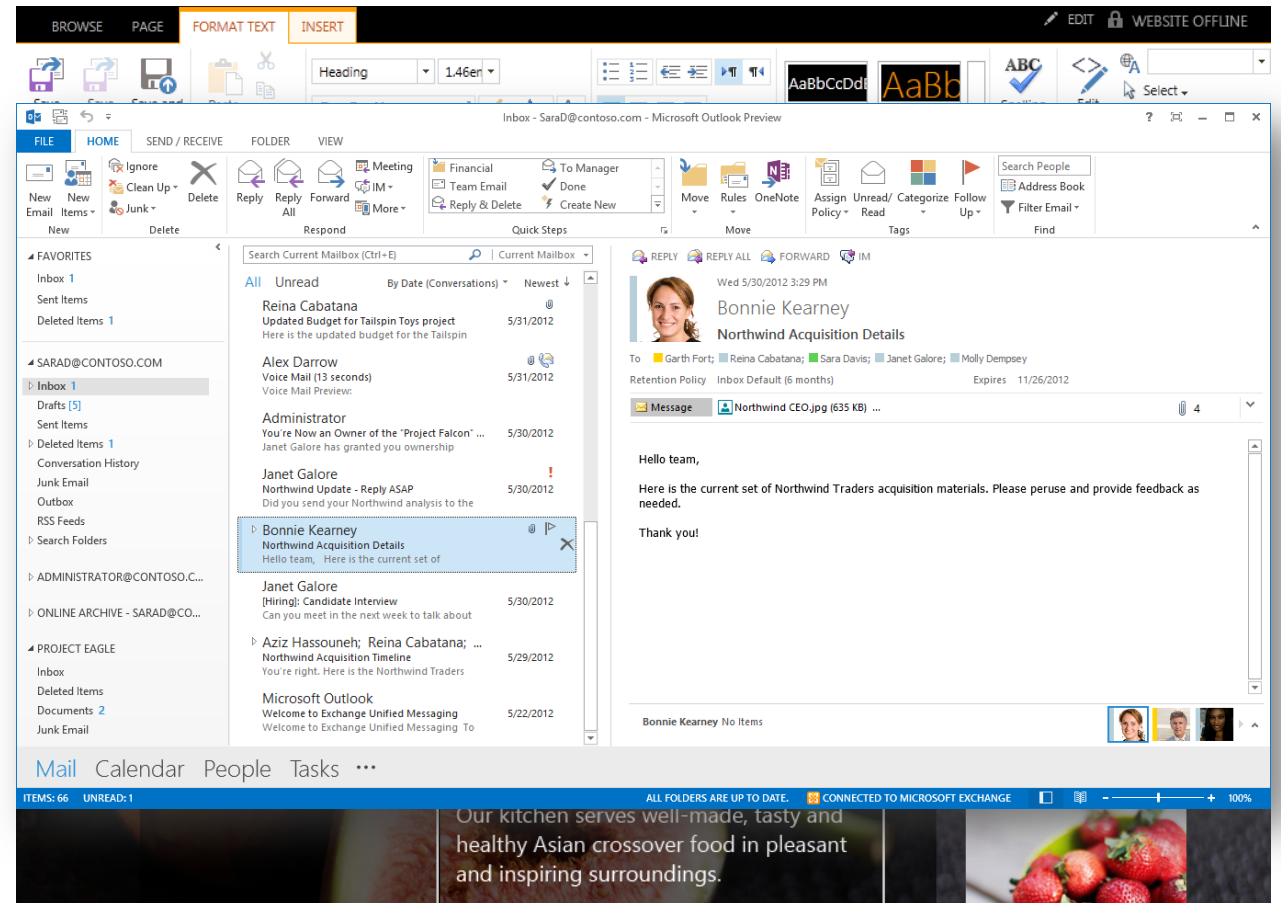 BROWSE PAGE FORMAT TEXT INSERT EDIT WEBSITE OFFLINE
Heading 1.46em AaBbCcDdE AaBb ABC
Select
Inbox - SaraD@contoso.com - Microsoft Outlook Preview
FILE HOME SEND / RECEIVE FOLDER VIEW
New Email
New Items
Ignore
Clean Up
Junk
Delete
Reply
Reply All
Forward
Meeting
IM
More
Financial
Team Email
Reply & Delete
To Manager
Done
Create New
Move
Rules
OneNote
Assign Policy
Unread/ Read
Categorize
Follow Up
Search People
Address Book
Filter Email
New Delete Respond Quick Steps Move Tags Find
FAVORITES
Inbox 1
Sent Items
Deleted Items 1
SARAD@CONTOSO.COM
Inbox 1
Drafts [5]
Sent Items
Deleted Items 1
Conversation History
Junk Email
Outbox
RSS Feeds
Search Folders
ADMINISTRATOR@CONTOSO.C...
ONLINE ARCHIVE - SARAD@CO...
PROJECT EAGLE
Inbox
Deleted Items
Documents 2
Junk Email
Search Current Mailbox (Ctrl+E) Current Mailbox
All Unread By Date (Conversations) Newest ↓
Reina Cabatana
Updated Budget for Tailspin Toys project 5/31/2012
Here is the updated budget for the Tailspin
Alex Darrow
Voice Mail (13 seconds) 5/31/2012
Voice Mail Preview:
Administrator
You're Now an Owner of the "Project Falcon" ... 5/30/2012
Janet Galore has granted you ownership
Janet Galore
Northwind Update - Reply ASAP 5/30/2012
Did you send your Northwind analysis to the
Bonnie Kearney
Northwind Acquisition Details
Hello team, Here is the current set of
Janet Galore
[Hiring]: Candidate Interview 5/30/2012
Can you meet in the next week to talk about
Aziz Hassouneh; Reina Cabatana; ...
Northwind Acquisition Timeline 5/29/2012
You're right. Here is the Northwind Traders
Microsoft Outlook
Welcome to Exchange Unified Messaging 5/22/2012
Welcome to Exchange Unified Messaging To
REPLY REPLY ALL FORWARD IM
Wed 5/30/2012 3:29 PM
Bonnie Kearney
Northwind Acquisition Details
To Garth Fort; Reina Cabatana; Sara Davis; Janet Galore; Molly Dempsey
Retention Policy Inbox Default (6 months) Expires 11/26/2012
Message Northwind CEO.jpg (635 KB) ... 4
Hello team,
Here is the current set of Northwind Traders acquisition materials. Please peruse and provide feedback as
needed.
Thank you!
Bonnie Kearney No Items
Mail Calendar People Tasks ...
ITEMS: 66 UNREAD: 1 ALL FOLDERS ARE UP TO DATE. CONNECTED TO MICROSOFT EXCHANGE 100%
Our kitchen serves well-made, tasty and
healthy Asian crossover food in pleasant
and inspiring surroundings.